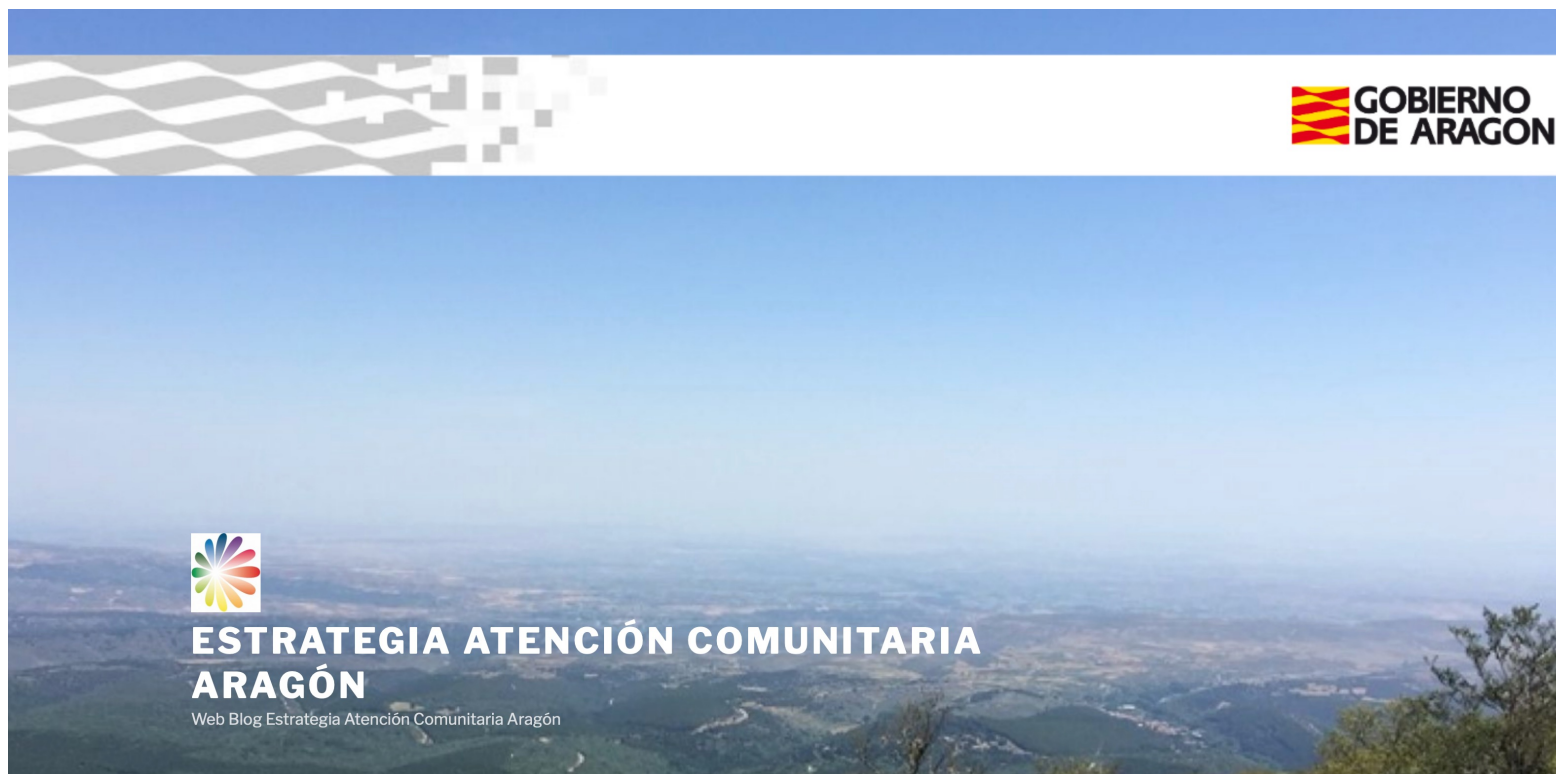 GOBIERNO
DE ARAGON
ESTRATEGIA ATENCIÓN COMUNITARIA
ARAGÓN
Web Blog Estrategia Atención Comunitaria Aragón